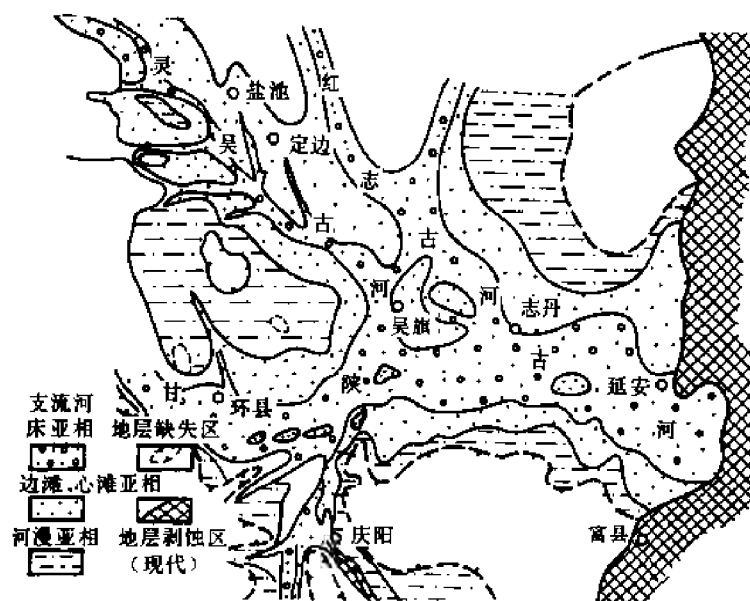 灵
盐池
红
吴
定边
志
古
古
河
河
志丹
吴旗
古
陕
延安
甘
环县
河
支流河
床亚相
地层缺失区
边滩、心滩亚相
河漫亚相
地层剥蚀区
(现代)
庆阳
富县